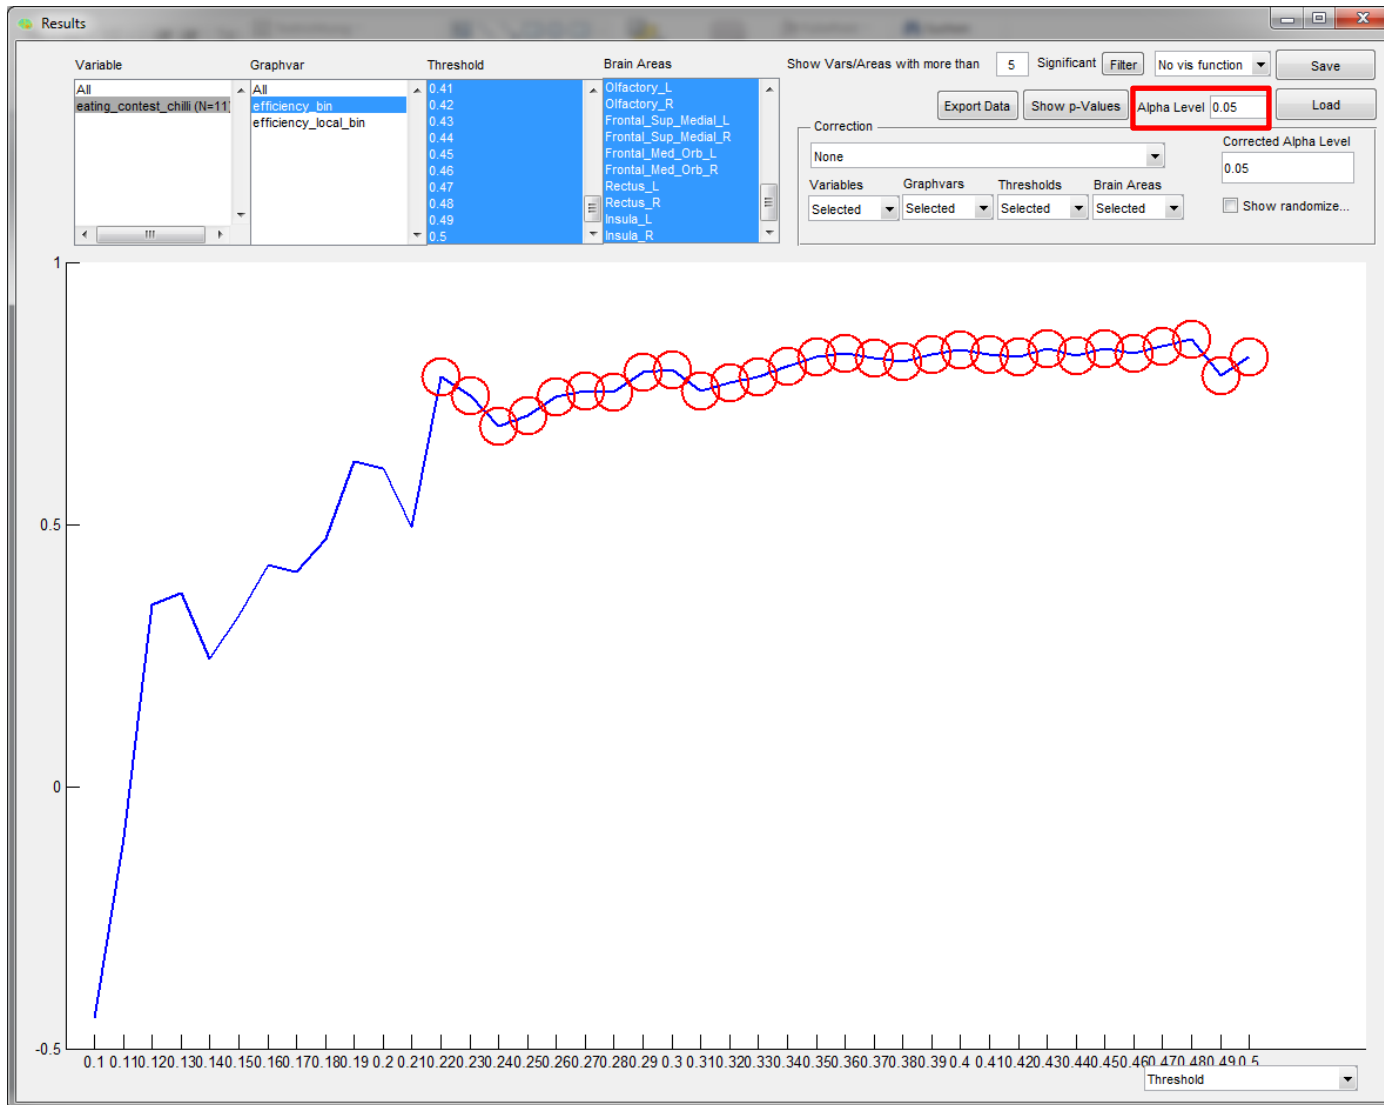 Results
Variable
Graphvar
Threshold
Brain Areas
Show Vars/Areas with more than 5 Significant Filter
No vis function
Save
All
eating_contest_chilli (N=11)
All
efficiency_bin
efficiency_local_bin
0.41
0.42
0.43
0.44
0.45
0.46
0.47
0.48
0.49
0.5
Olfactory_L
Olfactory_R
Frontal_Sup_Medial_L
Frontal_Sup_Medial_R
Frontal_Med_Orb_L
Frontal_Med_Orb_R
Rectus_L
Rectus_R
Insula_L
Insula_R
Export Data
Show p-Values
Alpha Level 0.05
Load
Correction
None
Corrected Alpha Level
0.05
Variables
Graphvars
Thresholds
Brain Areas
Selected
Selected
Selected
Selected
Show randomize...
1
0.5
0
-0.5
0.1 0.11 0.12 0.13 0.14 0.15 0.16 0.17 0.18 0.19 0.2 0.21 0.22 0.23 0.24 0.25 0.26 0.27 0.28 0.29 0.3 0.31 0.32 0.33 0.34 0.35 0.36 0.37 0.38 0.39 0.4 0.41 0.42 0.43 0.44 0.45 0.46 0.47 0.48 0.49 0.5
Threshold